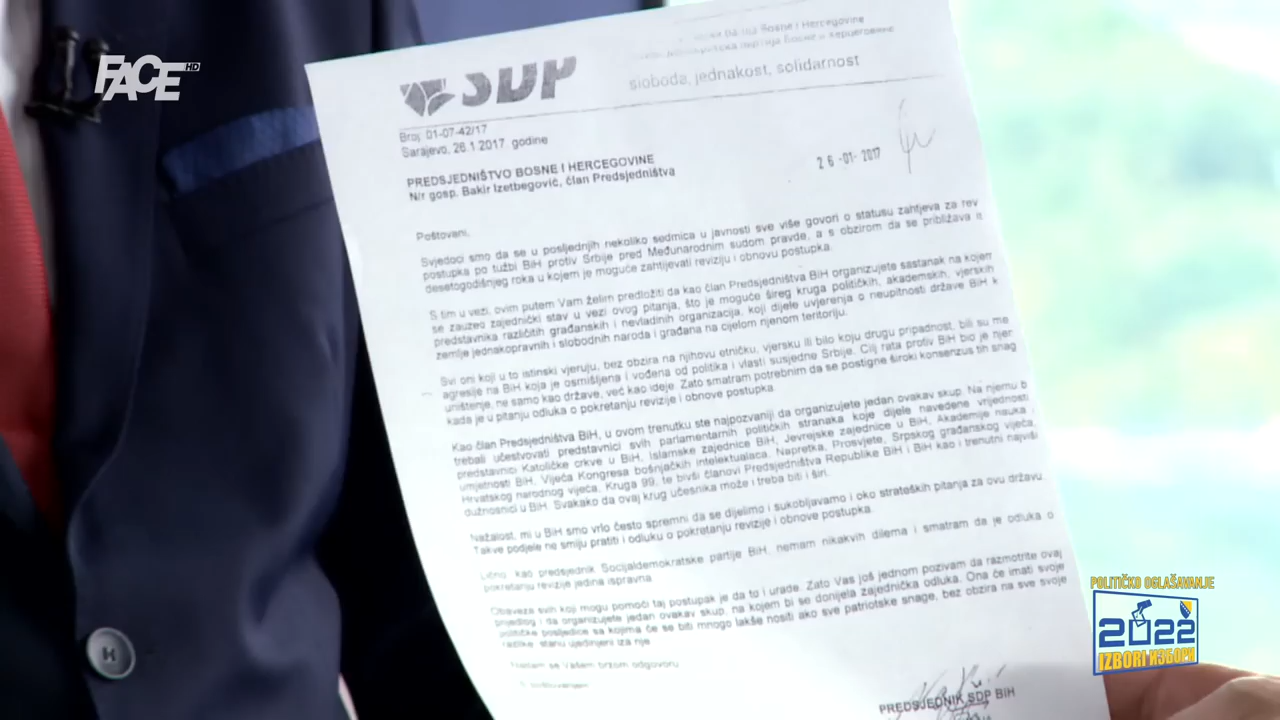 FACE HD
SDP
Bosne i Hercegovine
Босне и Херцеговине
sloboda, jednakost, solidarnost
Broj: 01-07-42/17
Sarajevo, 26.1.2017. godine
26-01-2017
PREDSJEDNIŠTVO BOSNE I HERCEGOVINE
N/r gosp. Bakir Izetbegović, član Predsjedništva
Poštovani,
Svjedoci smo da se u posljednjih nekoliko sedmica u javnosti sve više govori o statusu zahtjeva za rev
postupka po tužbi BiH protiv Srbije pred Međunarodnim sudom pravde, a s obzirom da se približava is
desetogodišnjeg roka u kojem je moguće zahtijevati reviziju i obnovu postupka.
S tim u vezi, ovim putem Vam želim predložiti da kao član Predsjedništva BiH organizujete sastanak na kojem
se zauzeo zajednički stav u vezi ovog pitanja, što je moguće šireg kruga političkih, akademskih, vjerskih
predstavnika različitih građanskih i nevladinih organizacija, koji dijele uvjerenja o neupitnosti države BiH k
zemlje jednakopravnih i slobodnih naroda i građana na cijelom njenom teritoriju.
Svi oni koji u to istinski vjeruju, bez obzira na njihovu etničku, vjersku ili bilo koju drugu pripadnost, bili su me
agresije na BiH koja je osmišljena i vođena od politika i vlasti susjedne Srbije. Cilj rata protiv BiH bio je njer
uništenje, ne samo kao države, već kao ideje. Zato smatram potrebnim da se postigne široki konsenzus tih snag
kada je u pitanju odluka o pokretanju revizije i obnove postupka.
Kao član Predsjedništva BiH, u ovom trenutku ste najpozvaniji da organizujete jedan ovakav skup. Na njemu b
trebali učestvovati predstavnici svih parlamentarnih političkih stranaka koje dijele navedene vrijednosti
predstavnici Katoličke crkve u BiH, Islamske zajednice BiH, Jevrejske zajednice u BiH, Akademije nauka
umjetnosti BiH, Vijeća Kongresa bošnjačkih intelektualaca, Napretka, Prosvjete, Srpskog građanskog vijeća,
Hrvatskog narodnog vijeća, Kruga 99, te bivši članovi Predsjedništva Republike BiH i BiH kao i trenutni najviši
dužnosnici u BiH. Svakako da ovaj krug učesnika može i treba biti i širi.
Nažalost, mi u BiH smo vrlo često spremni da se dijelimo i sukobljavamo i oko strateških pitanja za ovu državu.
Takve podjele ne smiju pratiti i odluku o pokretanju revizije i obnove postupka.
Lično, kao predsjednik Socijaldemokratske partije BiH, nemam nikakvih dilema i smatram da je odluka o
pokretanju revizije jedina ispravna.
Obaveza svih koji mogu pomoći taj postupak je da to i urade. Zato Vas još jednom pozivam da razmotrite ovaj
prijedlog i da organizujete jedan ovakav skup, na kojem bi se donijela zajednička odluka. Ona će imati svoje
političke posljedice sa kojima će se biti mnogo lakše nositi ako sve patriotske snage, bez obzira na sve svoje
razlike, stanu ujedinjeni iza nje.
Nadam se Vašem brzom odgovoru.
S poštovanjem
PREDSJEDNIK SDP BiH
POLITIČKO OGLAŠAVANJE
2022
IZBORI ИЗБОРИ